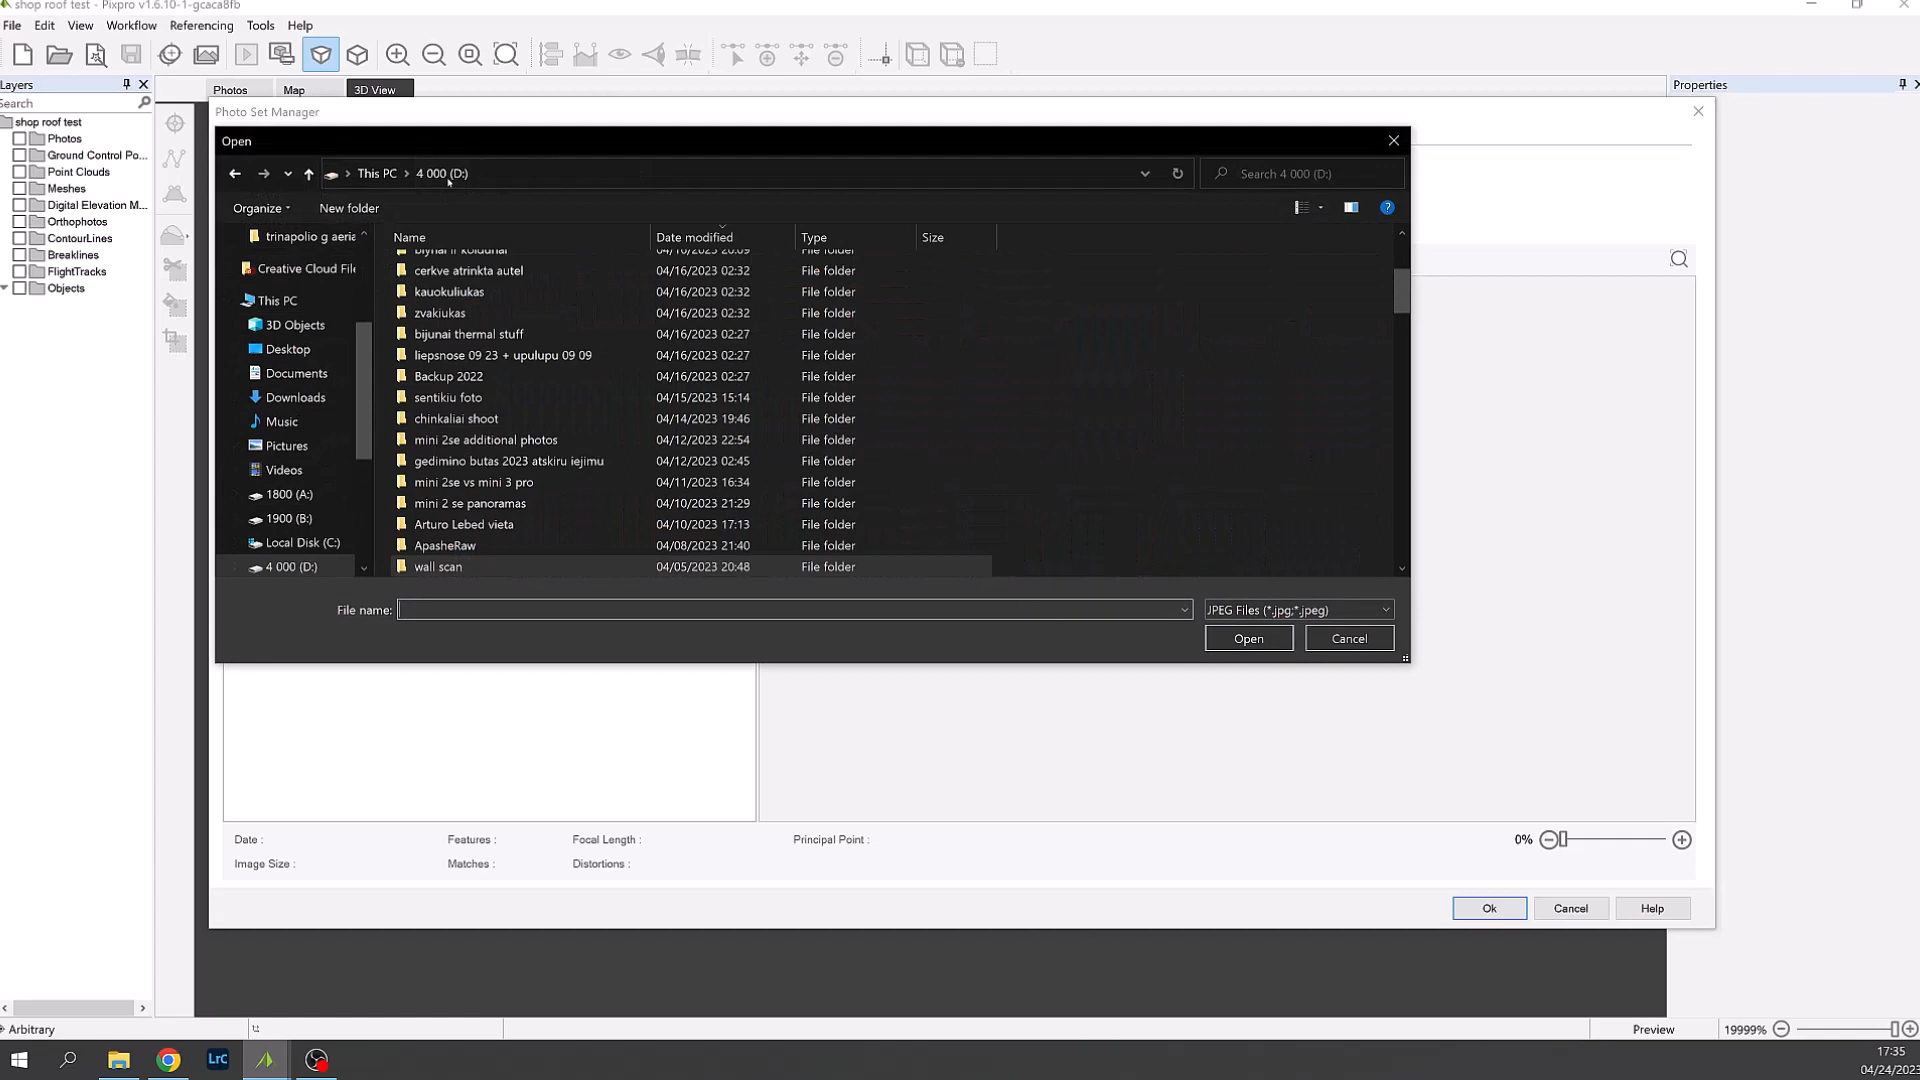 shop roof test - Pixpro v1.6.10-1-gcaca8fb
File Edit View Workflow Referencing Tools Help
Layers
Search
shop roof test
Photos
Ground Control Po...
Point Clouds
Meshes
Digital Elevation M...
Orthophotos
ContourLines
Breaklines
FlightTracks
Objects
Photos Map 3D View
Properties
Photo Set Manager
Open
This PC > 4 000 (D:)
Search 4 000 (D:)
Organize New folder
trinapolio g aeria
Creative Cloud File
This PC
3D Objects
Desktop
Documents
Downloads
Music
Pictures
Videos
1800 (A:)
1900 (B:)
Local Disk (C:)
4 000 (D:)
Name Date modified Type Size
cerkve atrinkta autel 04/16/2023 02:32 File folder
kauokuliukas 04/16/2023 02:32 File folder
zvakiukas 04/16/2023 02:32 File folder
bijunai thermal stuff 04/16/2023 02:27 File folder
liepsnose 09 23 + upulupu 09 09 04/16/2023 02:27 File folder
Backup 2022 04/16/2023 02:27 File folder
sentikiu foto 04/15/2023 15:14 File folder
chinkaliai shoot 04/14/2023 19:46 File folder
mini 2se additional photos 04/12/2023 22:54 File folder
gedimino butas 2023 atskiru iejimu 04/12/2023 02:45 File folder
mini 2se vs mini 3 pro 04/11/2023 16:34 File folder
mini 2 se panoramas 04/10/2023 21:29 File folder
Arturo Lebed vieta 04/10/2023 17:13 File folder
ApasheRaw 04/08/2023 21:40 File folder
wall scan 04/05/2023 20:48 File folder
File name:
JPEG Files (*.jpg;*.jpeg)
Open Cancel
Date : Features : Focal Length : Principal Point :
0%
Image Size : Matches : Distortions :
Ok Cancel Help
Arbitrary
Preview 19999%
LrC
17:35
04/24/2023